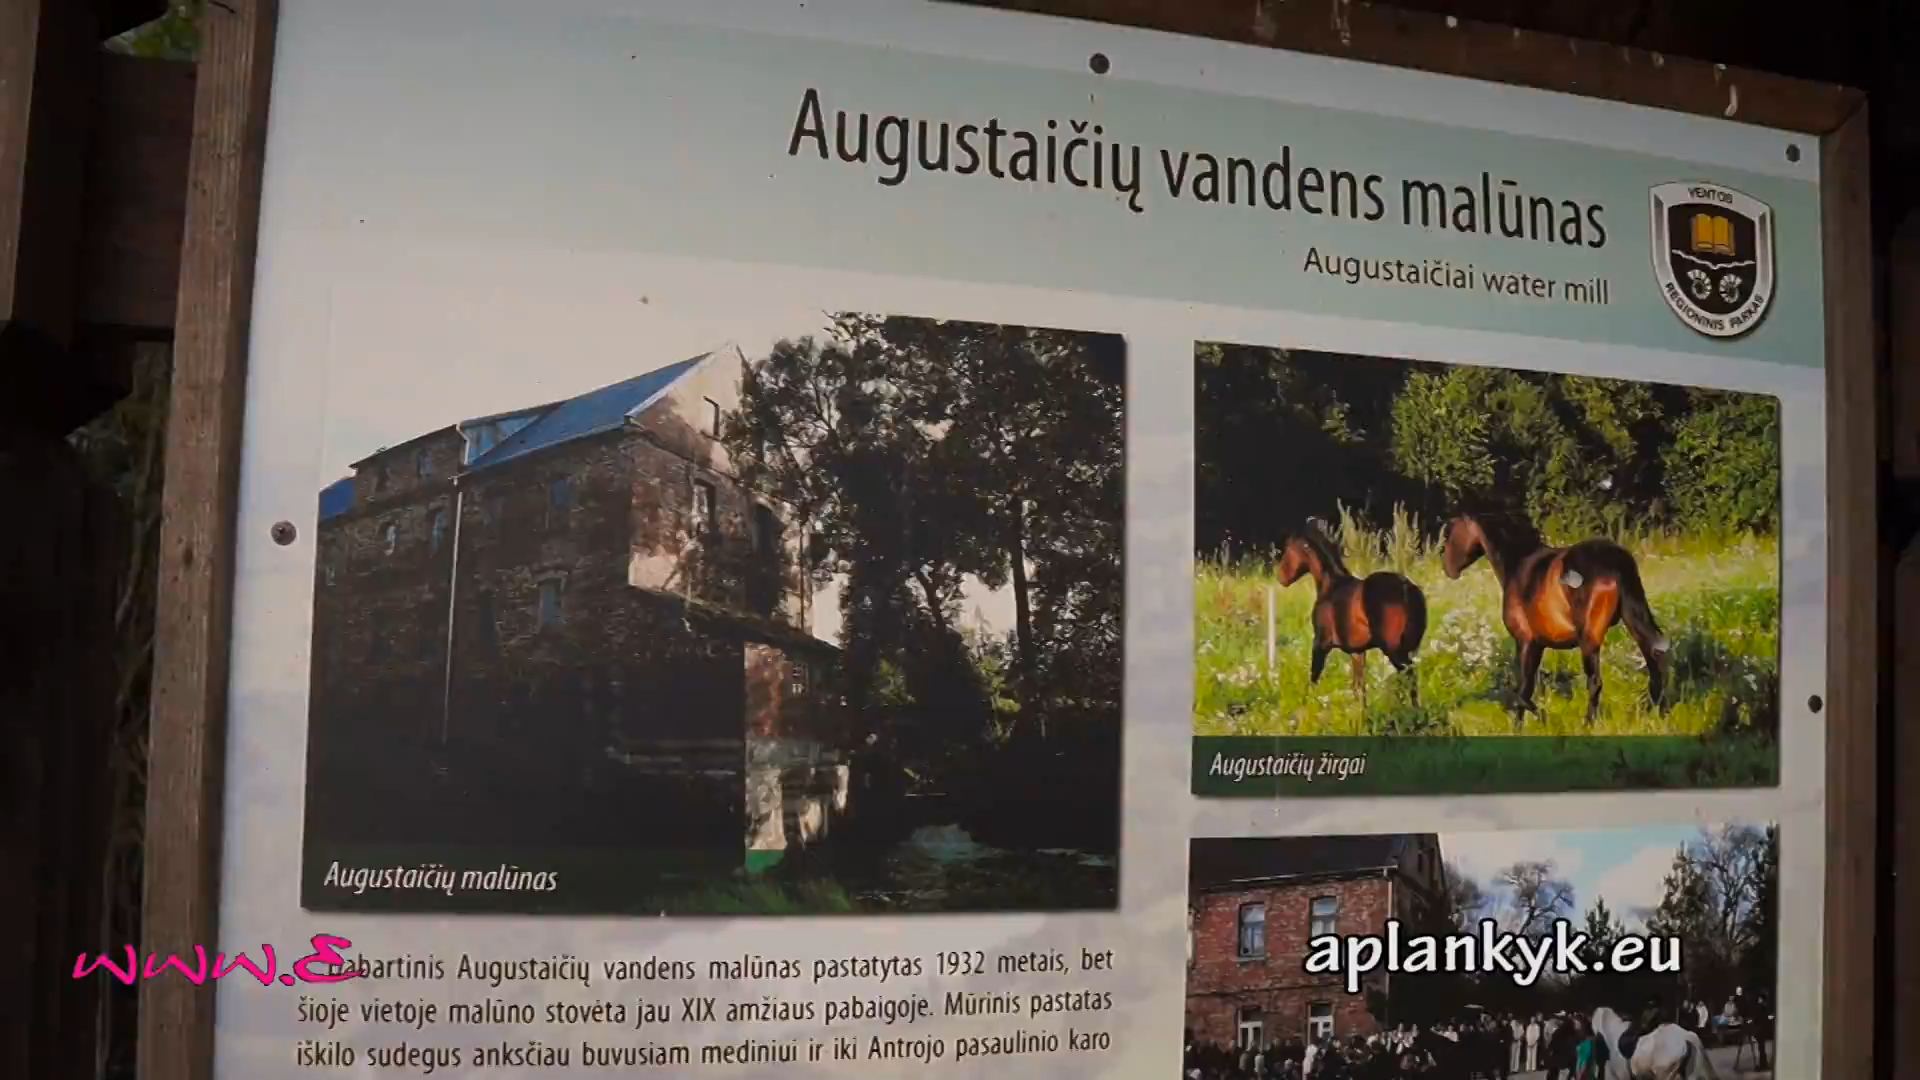 Augustaičių vandens malūnas
Augustaičiai water mill
VENTOS
REGIONINIS PARKAS
Augustaičių žirgai
Augustaičių malūnas
Dabartinis Augustaičių vandens malūnas pastatytas 1932 metais, bet
šioje vietoje malūno stovėta jau XIX amžiaus pabaigoje. Mūrinis pastatas
iškilo sudegus anksčiau buvusiam mediniui ir iki Antrojo pasaulinio karo
www.
aplankyk.eu